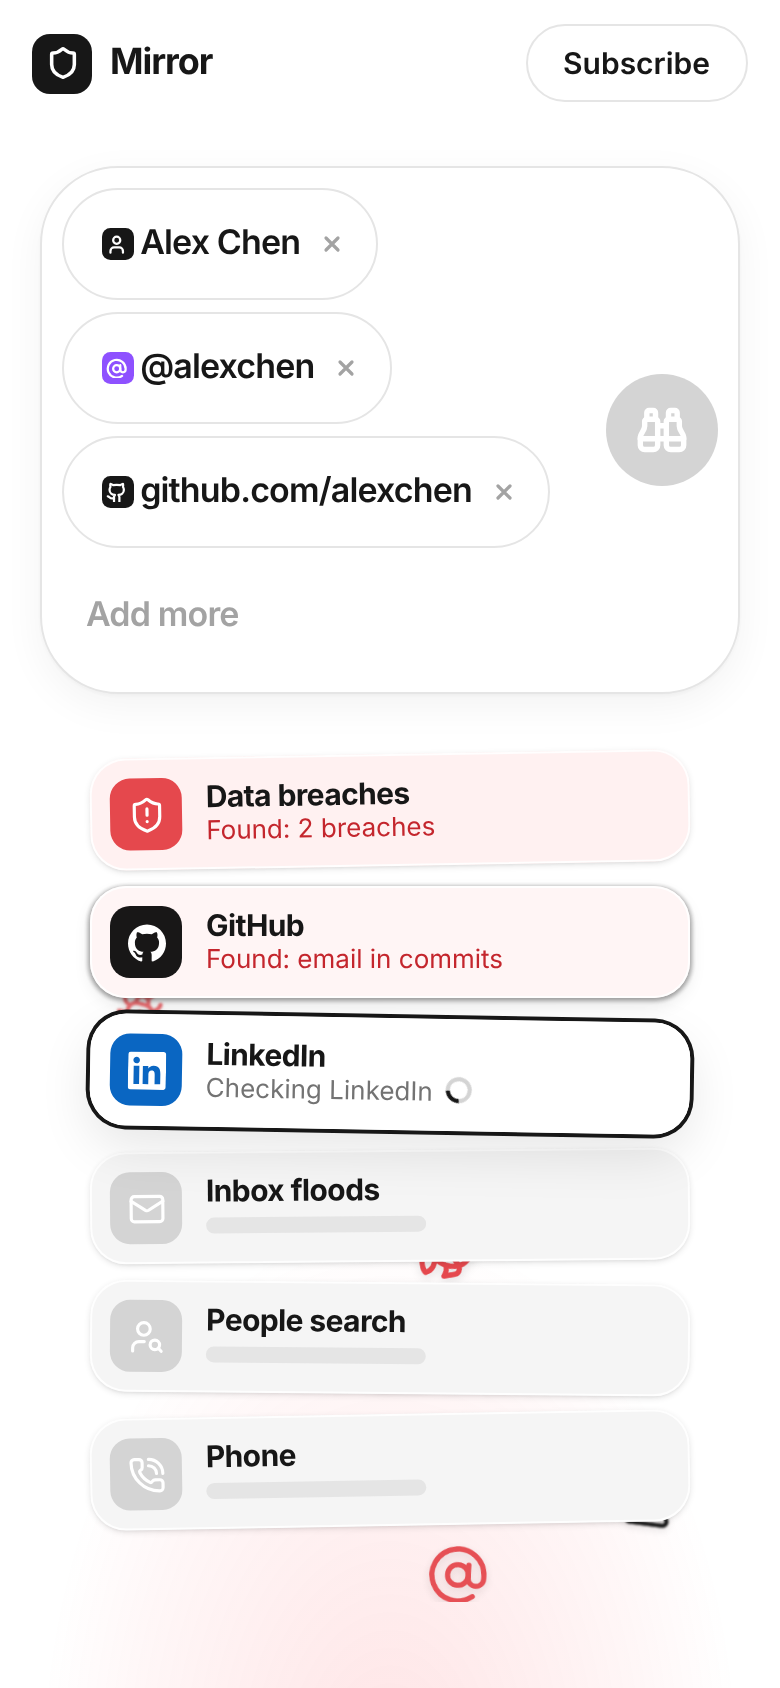 Mirror
Subscribe
Alex Chen
@alexchen
github.com/alexchen
Add more
Data breaches
Found: 2 breaches
GitHub
Found: email in commits
LinkedIn
Checking LinkedIn
Inbox floods
People search
Phone